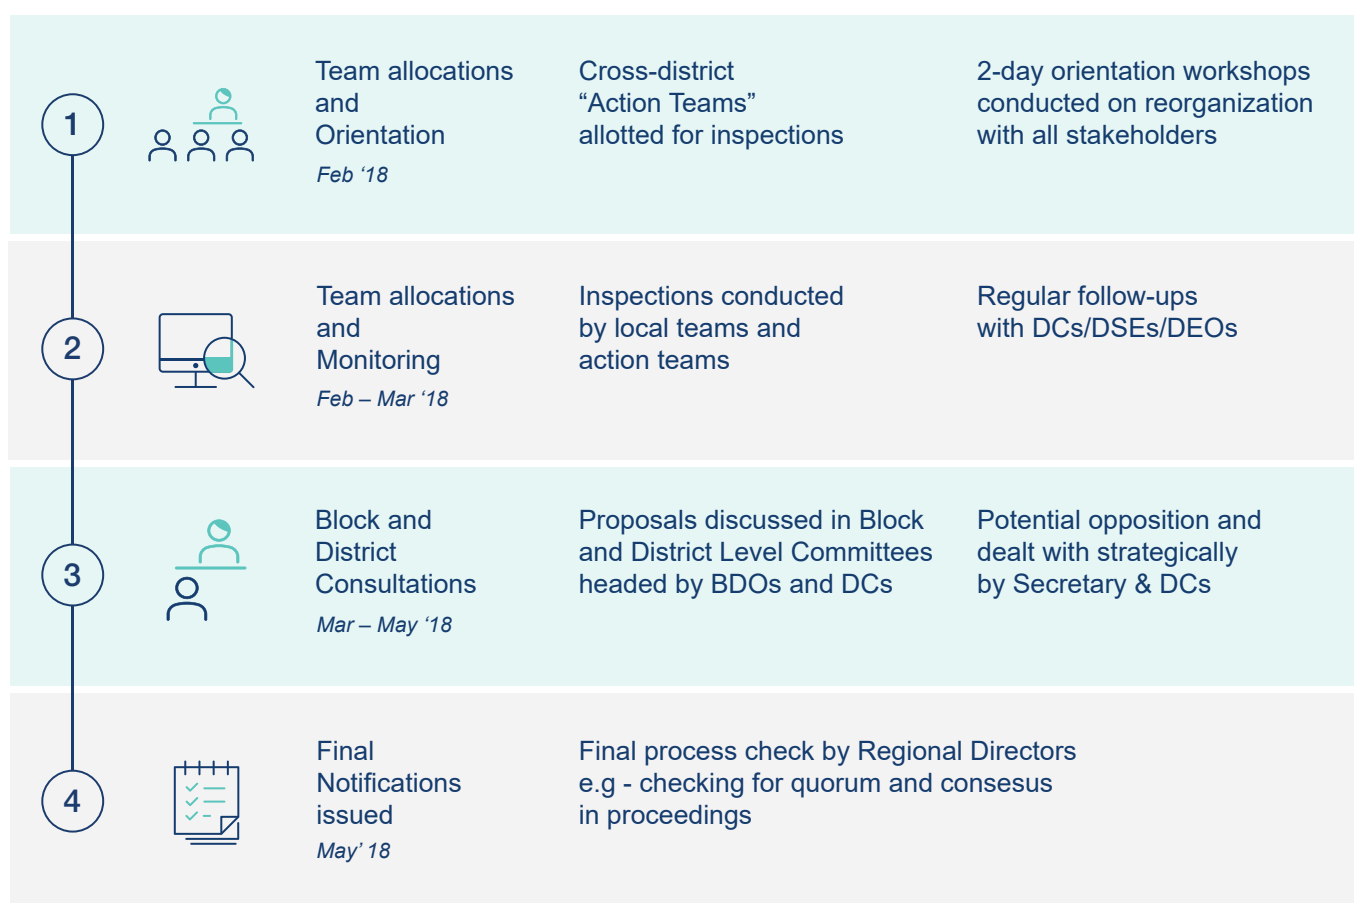 1
Team allocations
and
Orientation
Feb ‘18
Cross-district
“Action Teams”
allotted for inspections
2-day orientation workshops
conducted on reorganization
with all stakeholders
2
Team allocations
and
Monitoring
Feb – Mar ‘18
Inspections conducted
by local teams and
action teams
Regular follow-ups
with DCs/DSEs/DEOs
3
Block and
District
Consultations
Mar – May ‘18
Proposals discussed in Block
and District Level Committees
headed by BDOs and DCs
Potential opposition and
dealt with strategically
by Secretary & DCs
4
Final
Notifications
issued
May’ 18
Final process check by Regional Directors
e.g - checking for quorum and consesus
in proceedings